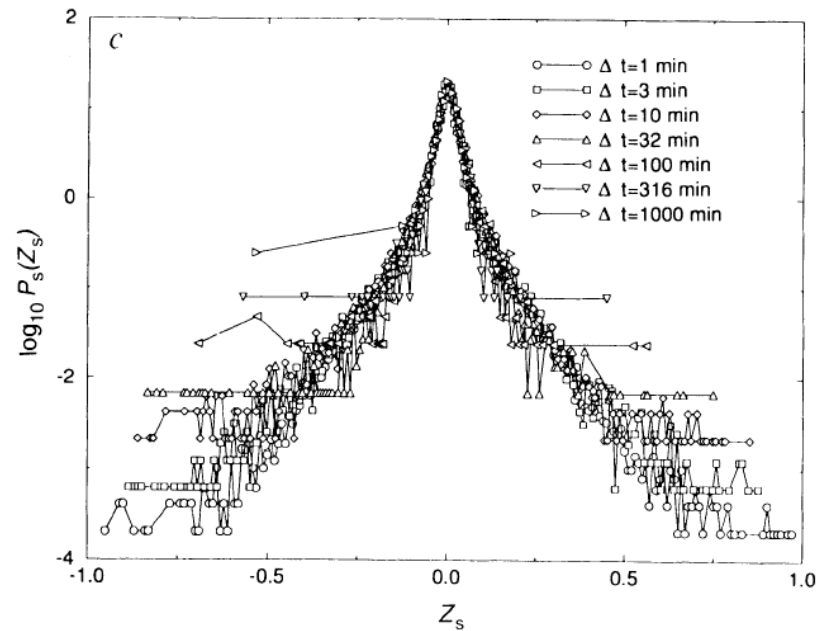 c
2
0
-2
-4
log₁₀ Pₛ(Zₛ)
Δ t=1 min
Δ t=3 min
Δ t=10 min
Δ t=32 min
Δ t=100 min
Δ t=316 min
Δ t=1000 min
-1.0 -0.5 0.0 0.5 1.0
Zₛ